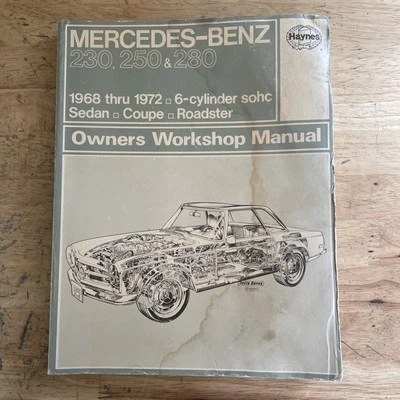 MERCEDES-BENZ
230, 250 & 280
Haynes
1968 thru 1972 □ 6-cylinder sohc
Sedan □ Coupe □ Roadster
Owners Workshop Manual